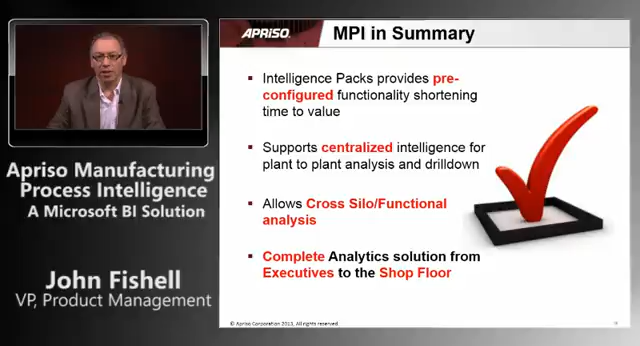 APRISO
MPI in Summary
Intelligence Packs provides pre-
configured functionality shortening
time to value
Supports centralized intelligence for
plant to plant analysis and drilldown
Allows Cross Silo/Functional
analysis
Complete Analytics solution from
Executives to the Shop Floor
© Apriso Corporation 2013, All rights reserved
Apriso Manufacturing
Process Intelligence
A Microsoft BI Solution
John Fishell
VP, Product Management